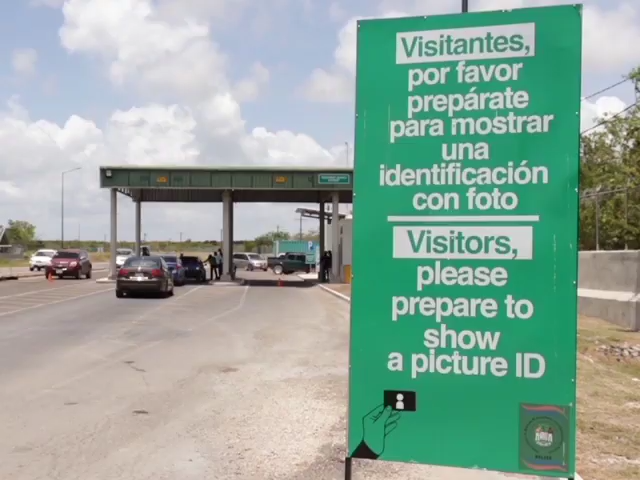 Visitantes,
por favor
prepárate
para mostrar
una
identificación
con foto
Visitors,
please
prepare to
show
a picture ID